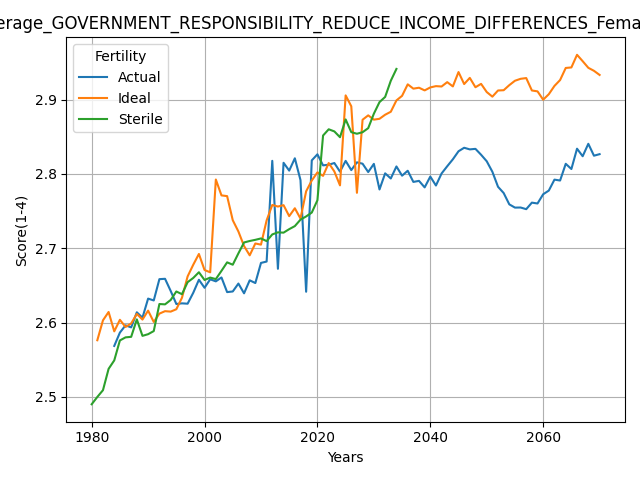 erage_GOVERNMENT_RESPONSIBILITY_REDUCE_INCOME_DIFFERENCES_Fema
Fertility
Actual
Ideal
Sterile
Score(1-4)
2.9
2.8
2.7
2.6
2.5
1980 2000 2020 2040 2060
Years